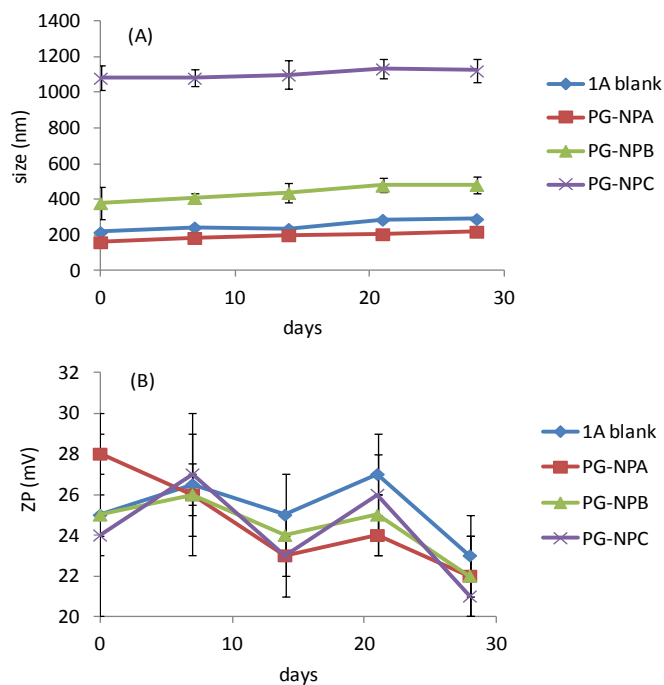 (A)
size (nm)
1400
1200
1000
800
600
400
200
0
0 10 20 30
days
1A blank
PG-NPA
PG-NPB
PG-NPC
(B)
ZP (mV)
32
30
28
26
24
22
20
0 10 20 30
days
1A blank
PG-NPA
PG-NPB
PG-NPC